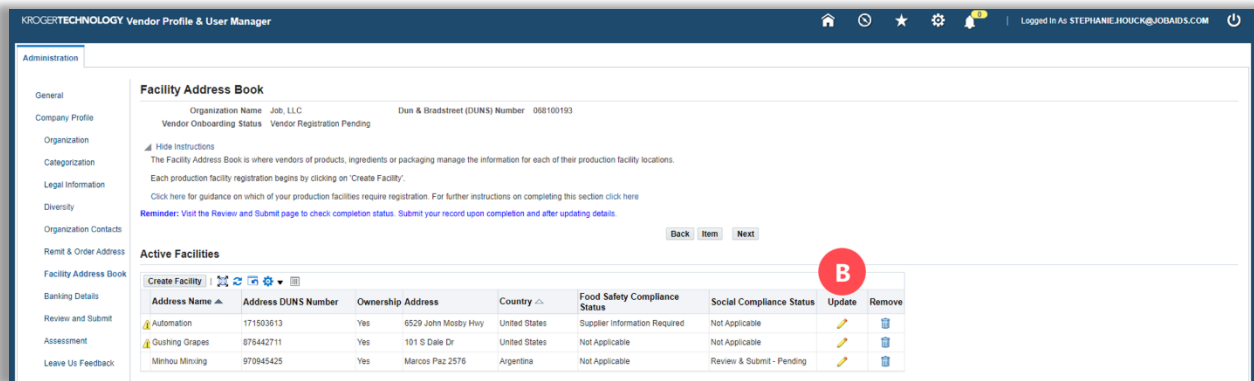 KROGERTECHNOLOGY Vendor Profile & User Manager
0
Logged In As STEPHANIE.HOUCK@JOBAIDS.COM
Administration
General
Company Profile
Organization
Categorization
Legal Information
Diversity
Organization Contacts
Remit & Order Address
Facility Address Book
Banking Details
Review and Submit
Assessment
Leave Us Feedback
Facility Address Book
Organization Name Job, LLC Dun & Bradstreet (DUNS) Number 068100193
Vendor Onboarding Status Vendor Registration Pending
Hide Instructions
The Facility Address Book is where vendors of products, ingredients or packaging manage the information for each of their production facility locations.
Each production facility registration begins by clicking on 'Create Facility'.
Click here for guidance on which of your production facilities require registration. For further instructions on completing this section click here
Reminder: Visit the Review and Submit page to check completion status. Submit your record upon completion and after updating details.
Back Item Next
Active Facilities
B
Create Facility
Address Name Address DUNS Number Ownership Address Country Food Safety Compliance Status Social Compliance Status Update Remove
Automation 171503613 Yes 6529 John Mosby Hwy United States Supplier Information Required Not Applicable
Gushing Grapes 876442711 Yes 101 S Dale Dr United States Not Applicable Not Applicable
Minhou Minxing 970945425 Yes Marcos Paz 2576 Argentina Not Applicable Review & Submit - Pending